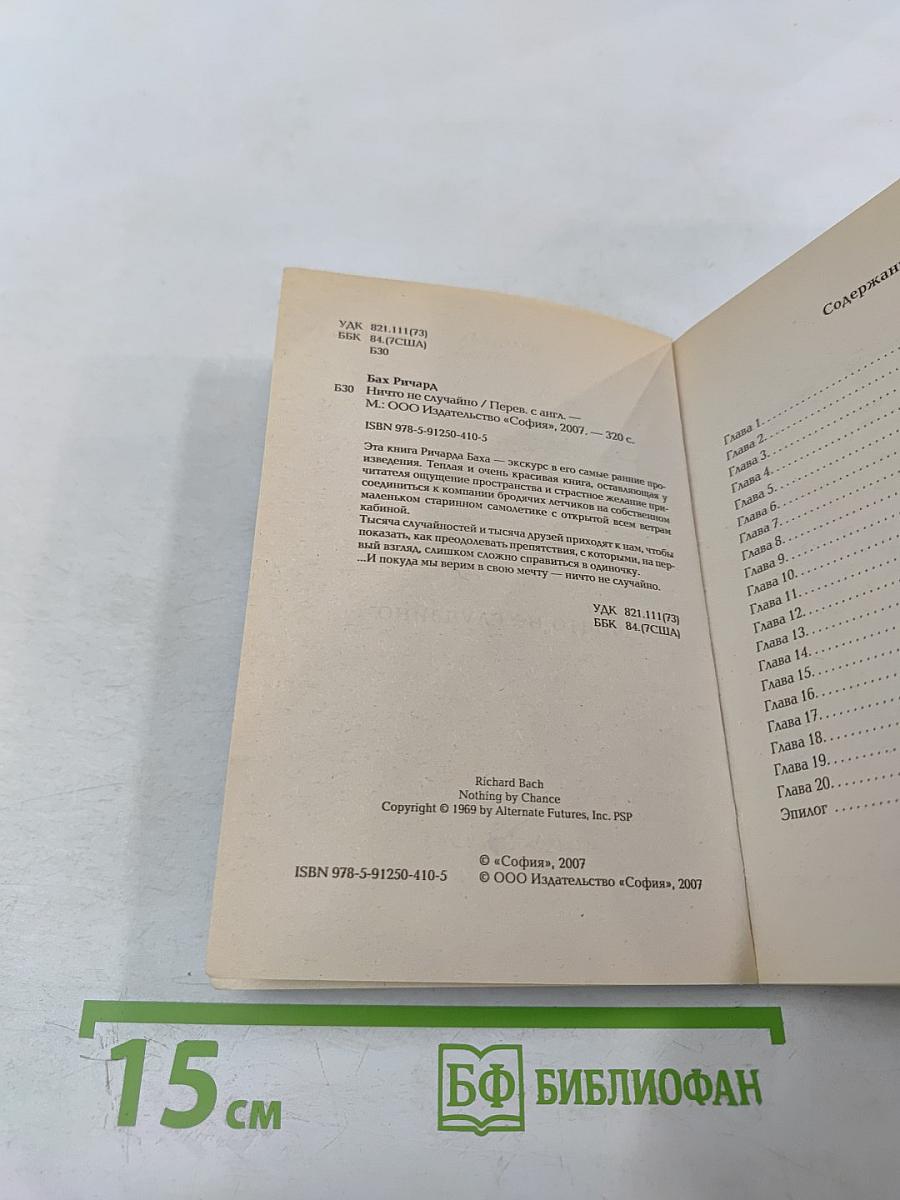 УДК 821.111(73)
ББК 84.(7США)
Б30
Бах Ричард
Б30 Ничто не случайно / Перев. с англ. —
М.: ООО Издательство «София», 2007. — 320 с.
ISBN 978-5-91250-410-5
Эта книга Ричарда Баха — экскурс в его самые ранние про-
изведения. Теплая и очень красивая книга, оставляющая у
читателя ощущение пространства и страстное желание при-
соединиться к компании бродячих летчиков на собственном
маленьком старинном самолетике с открытой всем ветрам
кабиной.
Тысяча случайностей и тысяча друзей приходят к нам, чтобы
показать, как преодолевать препятствия, с которыми, на пер-
вый взгляд, слишком сложно справиться в одиночку.
...И покуда мы верим в свою мечту — ничто не случайно.
УДК 821.111(73)
ББК 84.(7США)
Richard Bach
Nothing by Chance
Copyright © 1969 by Alternate Futures, Inc. PSP
© «София», 2007
ISBN 978-5-91250-410-5 © ООО Издательство «София», 2007
Содержан
Глава 1.
Глава 2.
Глава 3.
Глава 4.
Глава 5.
Глава 6.
Глава 7.
Глава 8.
Глава 9.
Глава 10.
Глава 11.
Глава 12.
Глава 13.
Глава 14.
Глава 15.
Глава 16.
Глава 17.
Глава 18.
Глава 19.
Глава 20.
Эпилог
15 см
БФ БИБЛИОФАН